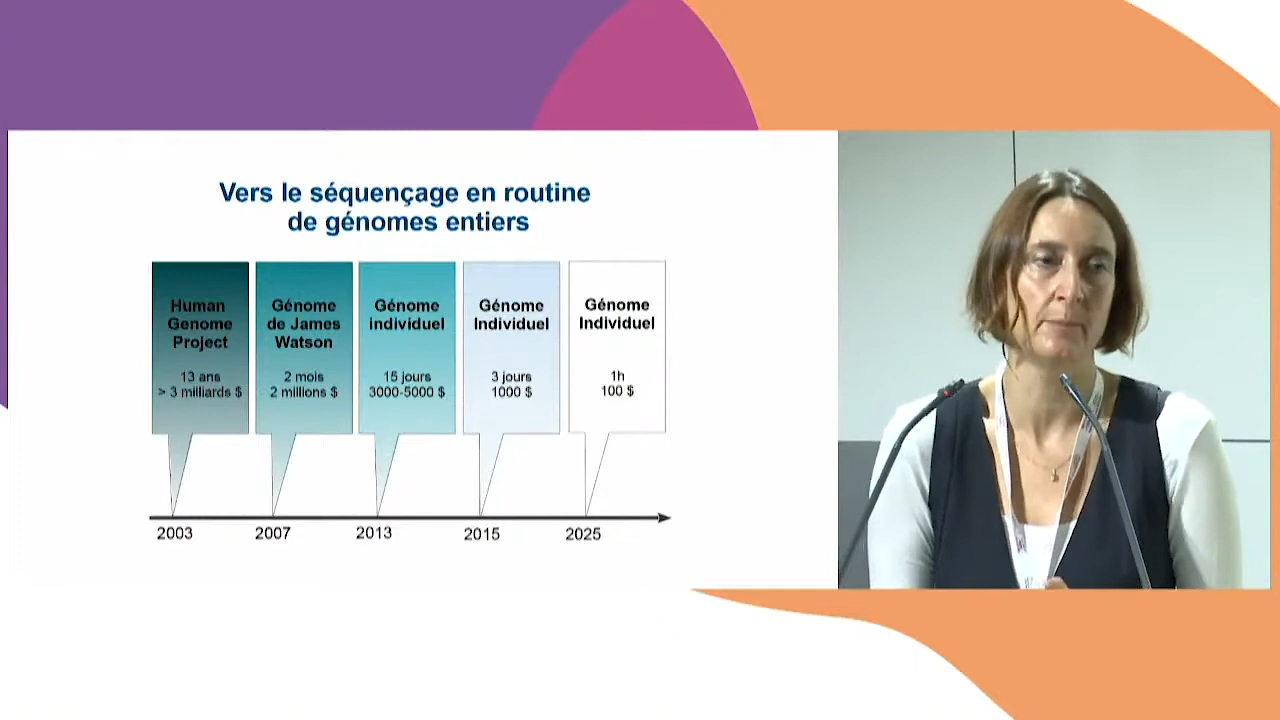 Vers le séquençage en routine
de génomes entiers
Human
Genome
Project
13 ans
> 3 milliards $
Génome
de James
Watson
2 mois
2 millions $
Génome
individuel
15 jours
3000-5000 $
Génome
Individuel
3 jours
1000 $
Génome
Individuel
1h
100 $
2003
2007
2013
2015
2025